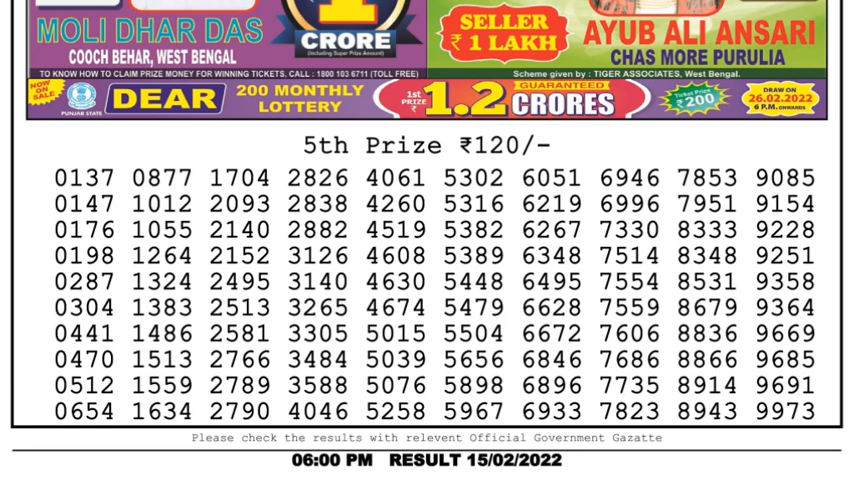 1
CRORE
(Including Super Prize Amount)
MOLI DHAR DAS
COOCH BEHAR, WEST BENGAL
SELLER
₹ 1 LAKH
AYUB ALI ANSARI
CHAS MORE PURULIA
TO KNOW HOW TO CLAIM PRIZE MONEY FOR WINNING TICKETS, CALL : 1800 103 6711 (TOLL FREE)
Scheme given by : TIGER ASSOCIATES, West Bengal.
NOW ON SALE
PUNJAB STATE
DEAR
200 MONTHLY
LOTTERY
1st
PRIZE
₹
1.2
GUARANTEED
CRORES
Ticket Price
₹200
DRAW ON
26.02.2022
6 P.M. ONWARDS
5th Prize ₹120/-
0137 0877 1704 2826 4061 5302 6051 6946 7853 9085
0147 1012 2093 2838 4260 5316 6219 6996 7951 9154
0176 1055 2140 2882 4519 5382 6267 7330 8333 9228
0198 1264 2152 3126 4608 5389 6348 7514 8348 9251
0287 1324 2495 3140 4630 5448 6495 7554 8531 9358
0304 1383 2513 3265 4674 5479 6628 7559 8679 9364
0441 1486 2581 3305 5015 5504 6672 7606 8836 9669
0470 1513 2766 3484 5039 5656 6846 7686 8866 9685
0512 1559 2789 3588 5076 5898 6896 7735 8914 9691
0654 1634 2790 4046 5258 5967 6933 7823 8943 9973
Please check the results with relevent Official Government Gazatte
06:00 PM RESULT 15/02/2022